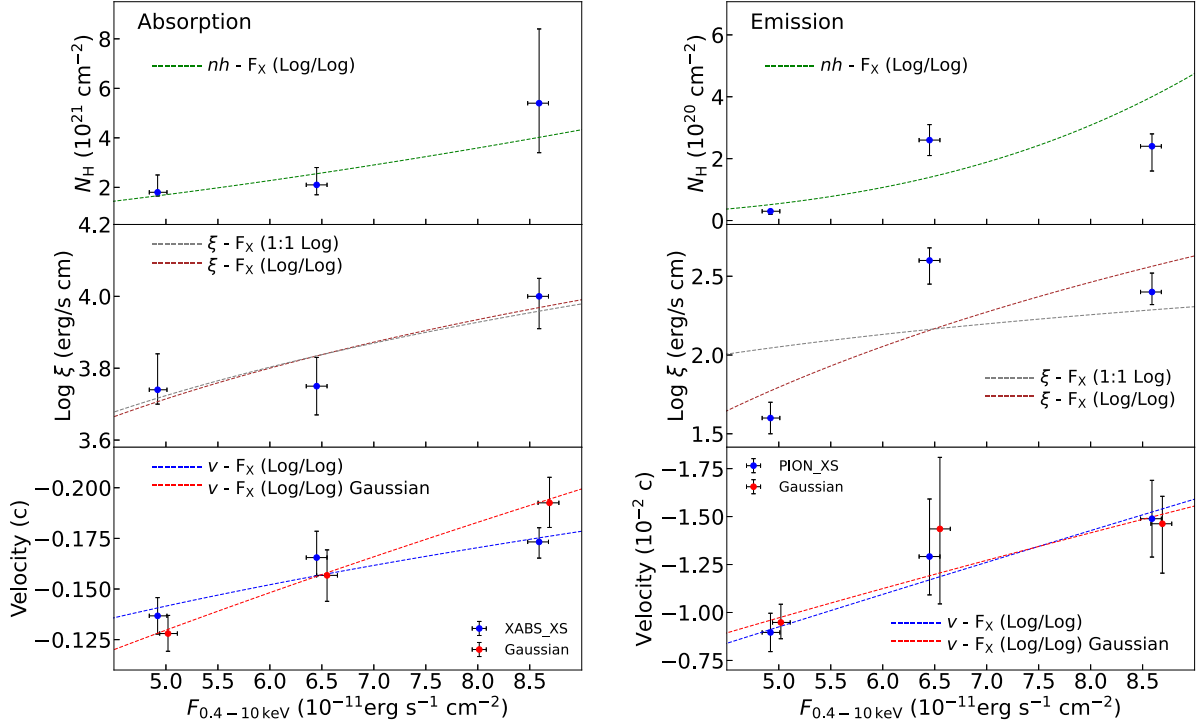 Absorption
nh - F_X (Log/Log)
N_H (10^21 cm^−2)
8
6
4
2
ξ - F_X (1:1 Log)
ξ - F_X (Log/Log)
Log ξ (erg/s cm)
4.2
4.0
3.8
3.6
v - F_X (Log/Log)
v - F_X (Log/Log) Gaussian
Velocity (c)
−0.200
−0.175
−0.150
−0.125
XABS_XS
Gaussian
5.0 5.5 6.0 6.5 7.0 7.5 8.0 8.5
F_0.4−10 keV (10^−11 erg s^−1 cm^−2)
Emission
nh - F_X (Log/Log)
N_H (10^20 cm^−2)
6
4
2
0
Log ξ (erg/s cm)
2.5
2.0
1.5
ξ - F_X (1:1 Log)
ξ - F_X (Log/Log)
PION_XS
Gaussian
Velocity (10^−2 c)
−1.75
−1.50
−1.25
−1.00
−0.75
v - F_X (Log/Log)
v - F_X (Log/Log) Gaussian
5.0 5.5 6.0 6.5 7.0 7.5 8.0 8.5
F_0.4−10 keV (10^−11 erg s^−1 cm^−2)